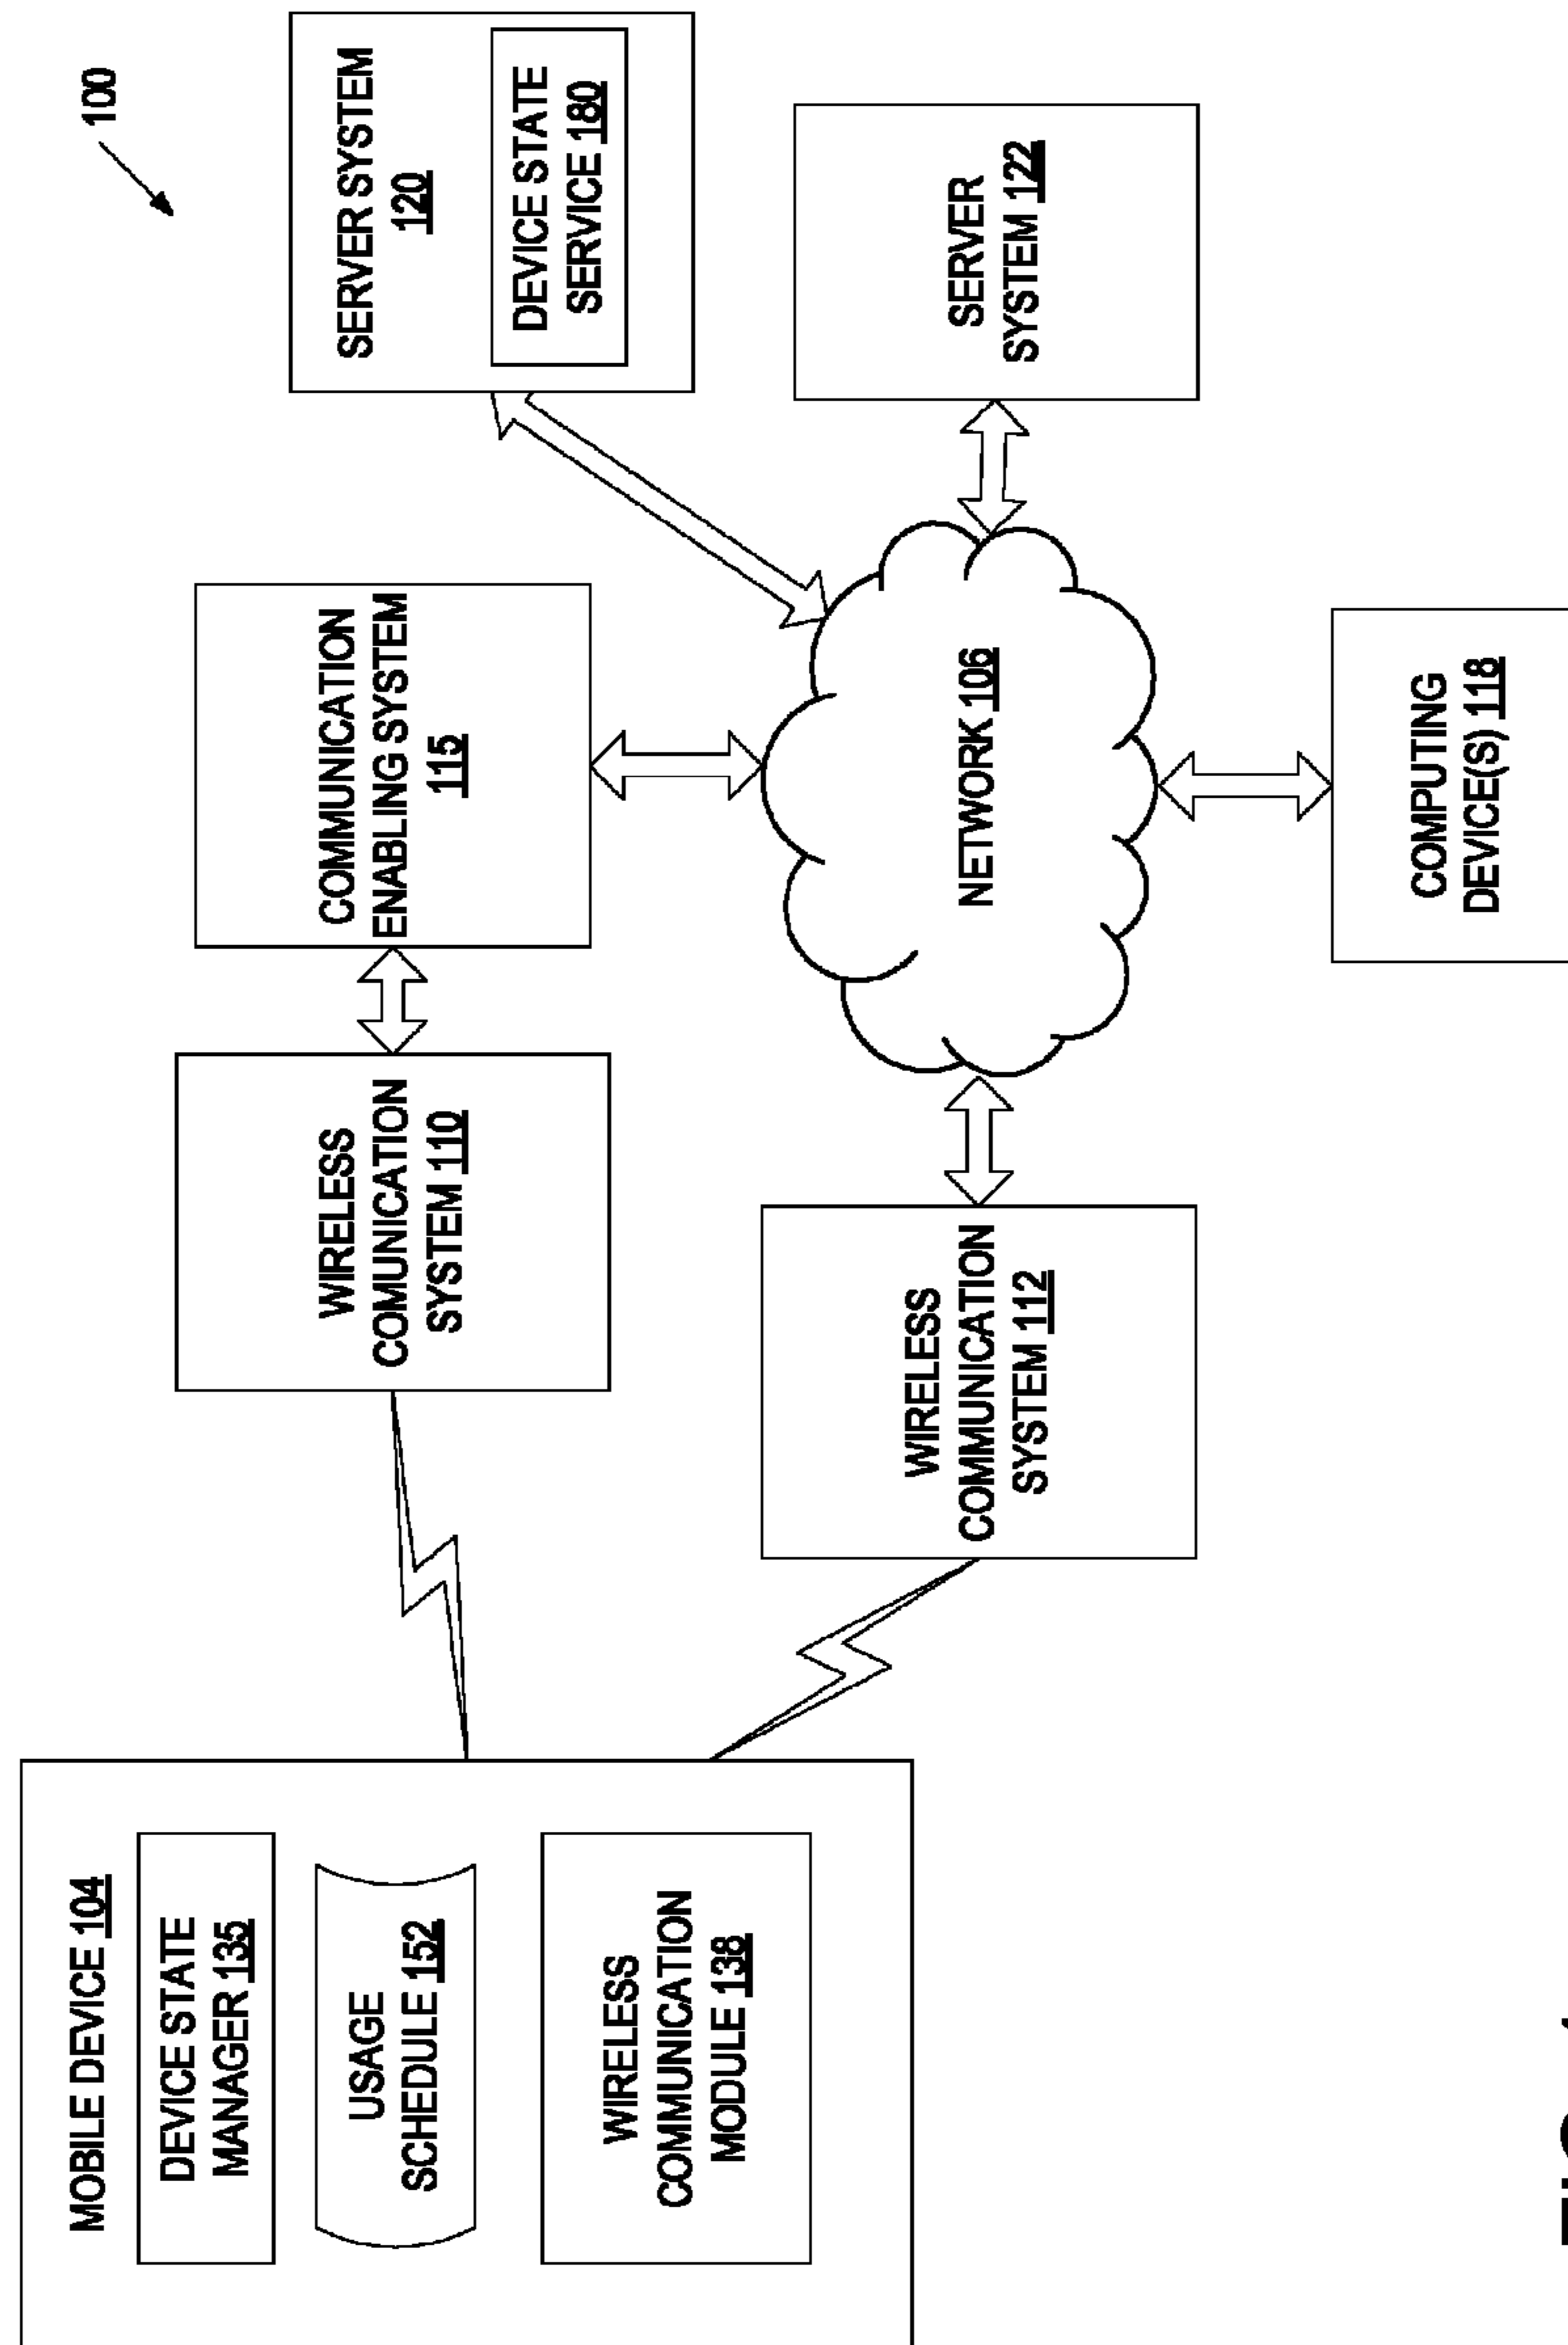 100
MOBILE DEVICE 104
DEVICE STATE
MANAGER 135
USAGE
SCHEDULE 152
WIRELESS
COMMUNICATION
MODULE 138
WIRELESS
COMUNICATION
SYSTEM 110
COMMUNICATION
ENABLING SYSTEM
115
SERVER SYSTEM
120
DEVICE STATE
SERVICE 180
WIRELESS
COMMUNICATION
SYSTEM 112
NETWORK 106
SERVER
SYSTEM 122
COMPUTING
DEVICE(S) 118